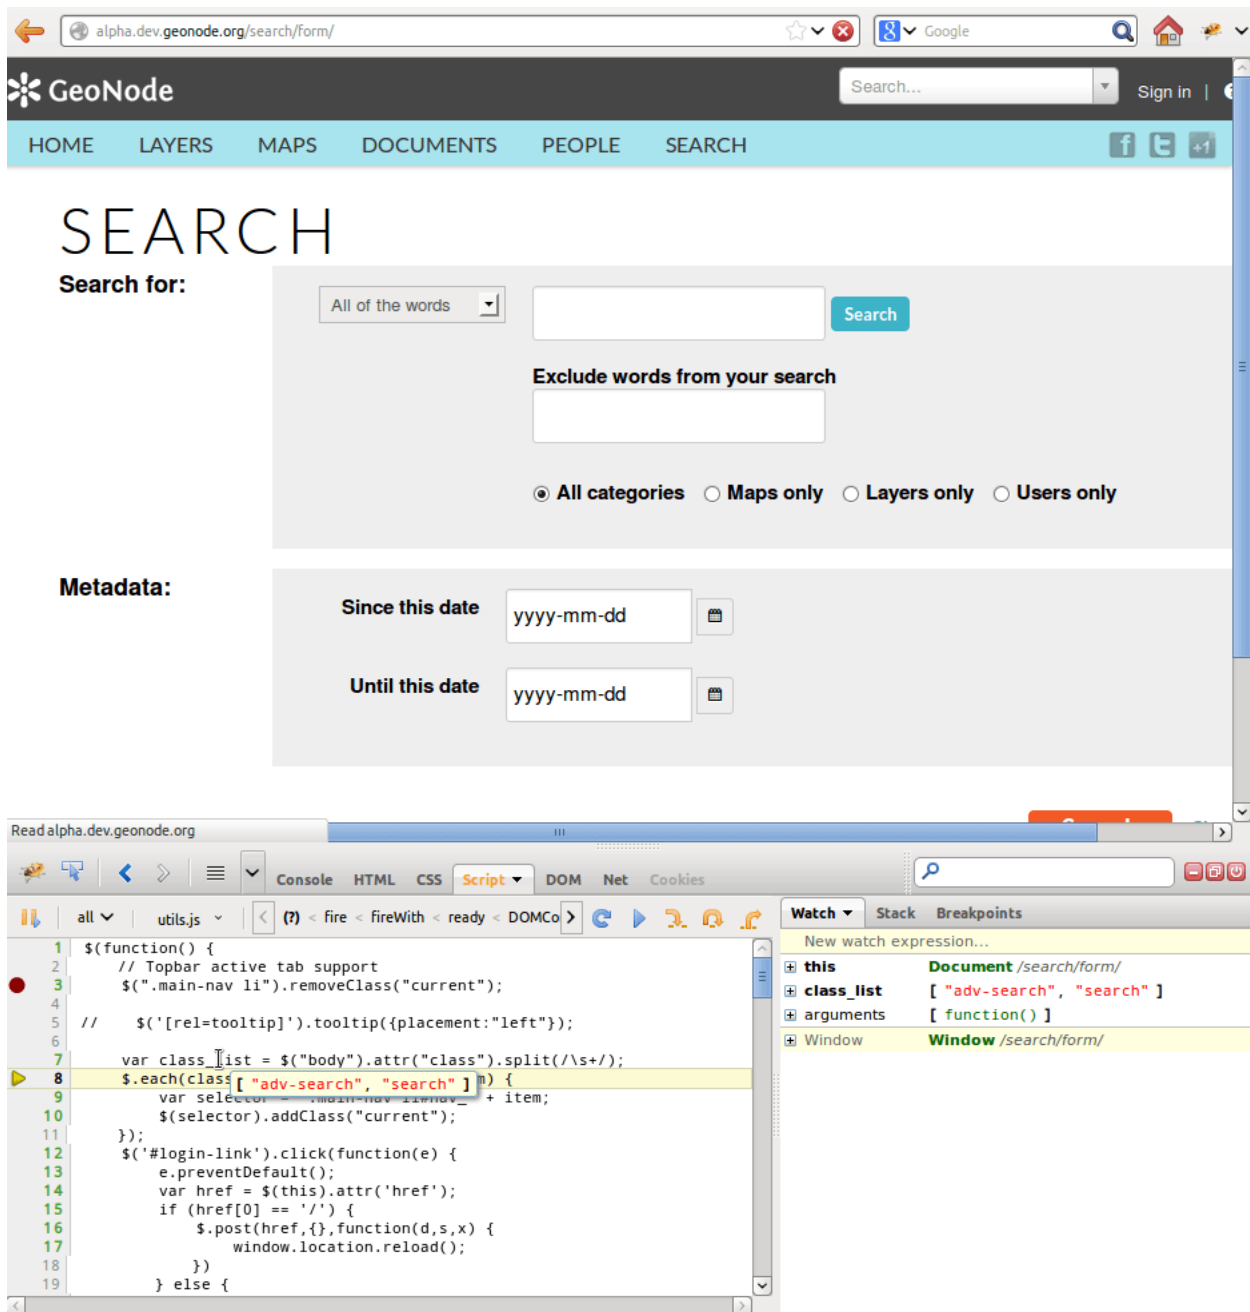 alpha.dev.geonode.org/search/form/
Google
GeoNode
Search...
Sign in |
HOME LAYERS MAPS DOCUMENTS PEOPLE SEARCH
SEARCH
Search for:
All of the words
Search
Exclude words from your search
All categories Maps only Layers only Users only
Metadata:
Since this date yyyy-mm-dd
Until this date yyyy-mm-dd
Read alpha.dev.geonode.org
Console HTML CSS Script DOM Net Cookies
all utils.js (?) < fire < fireWith < ready < DOMCo
Watch Stack Breakpoints
New watch expression...
this Document /search/form/
class_list [ "adv-search", "search" ]
arguments [ function() ]
Window Window /search/form/
1 $(function() {
2 // Topbar active tab support
3 $(".main-nav li").removeClass("current");
4
5 // $('[rel=tooltip]').tooltip({placement:"left"});
6
7 var class_list = $("body").attr("class").split(/\s+/);
8 $.each(class
[ "adv-search", "search" ]
) {
9 var selector = + item;
10 $(selector).addClass("current");
11 });
12 $('#login-link').click(function(e) {
13 e.preventDefault();
14 var href = $(this).attr('href');
15 if (href[0] == '/') {
16 $.post(href,{},function(d,s,x) {
17 window.location.reload();
18 })
19 } else {